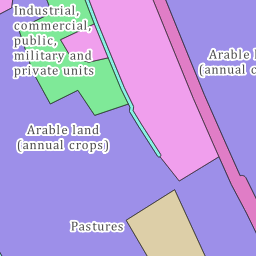 Industrial,
commercial,
public,
military and
private units
Arable
(annual
Arable land
(annual crops)
Pastures